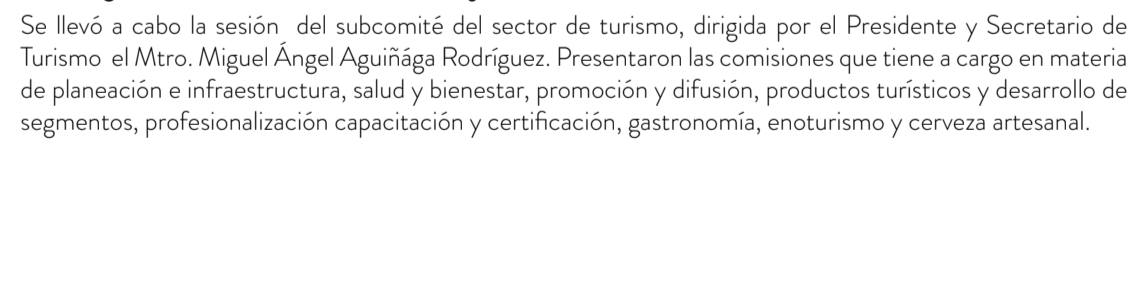 Se llevó a cabo la sesión del subcomité del sector de turismo, dirigida por el Presidente y Secretario de
Turismo el Mtro. Miguel Ángel Aguiñága Rodríguez. Presentaron las comisiones que tiene a cargo en materia
de planeación e infraestructura, salud y bienestar, promoción y difusión, productos turísticos y desarrollo de
segmentos, profesionalización capacitación y certificación, gastronomía, enoturismo y cerveza artesanal.